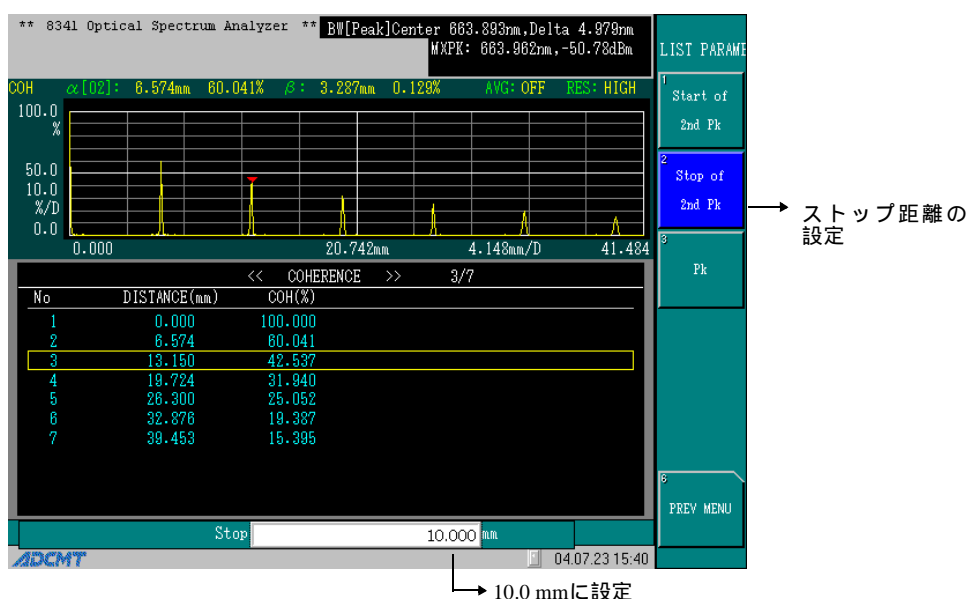 ** 8341 Optical Spectrum Analyzer **
BW[Peak]Center 663.893nm,Delta 4.979nm
MXPK: 663.962nm,-50.78dBm
COH α[02]: 6.574mm 60.041% β: 3.287mm 0.129% AVG: OFF RES: HIGH
100.0
%
50.0
10.0
%/D
0.0
0.000 20.742mm 4.148mm/D 41.484
<< COHERENCE >> 3/7
No DISTANCE(mm) COH(%)
1 0.000 100.000
2 6.574 60.041
3 13.150 42.537
4 19.724 31.940
5 26.300 25.052
6 32.876 19.387
7 39.453 15.395
Stop 10.000 mm
ADCMT 04.07.23 15:40
LIST PARAME
1
Start of
2nd Pk
2
Stop of
2nd Pk
3
Pk
6
PREV MENU
ストップ距離の
設定
10.0 mmに設定